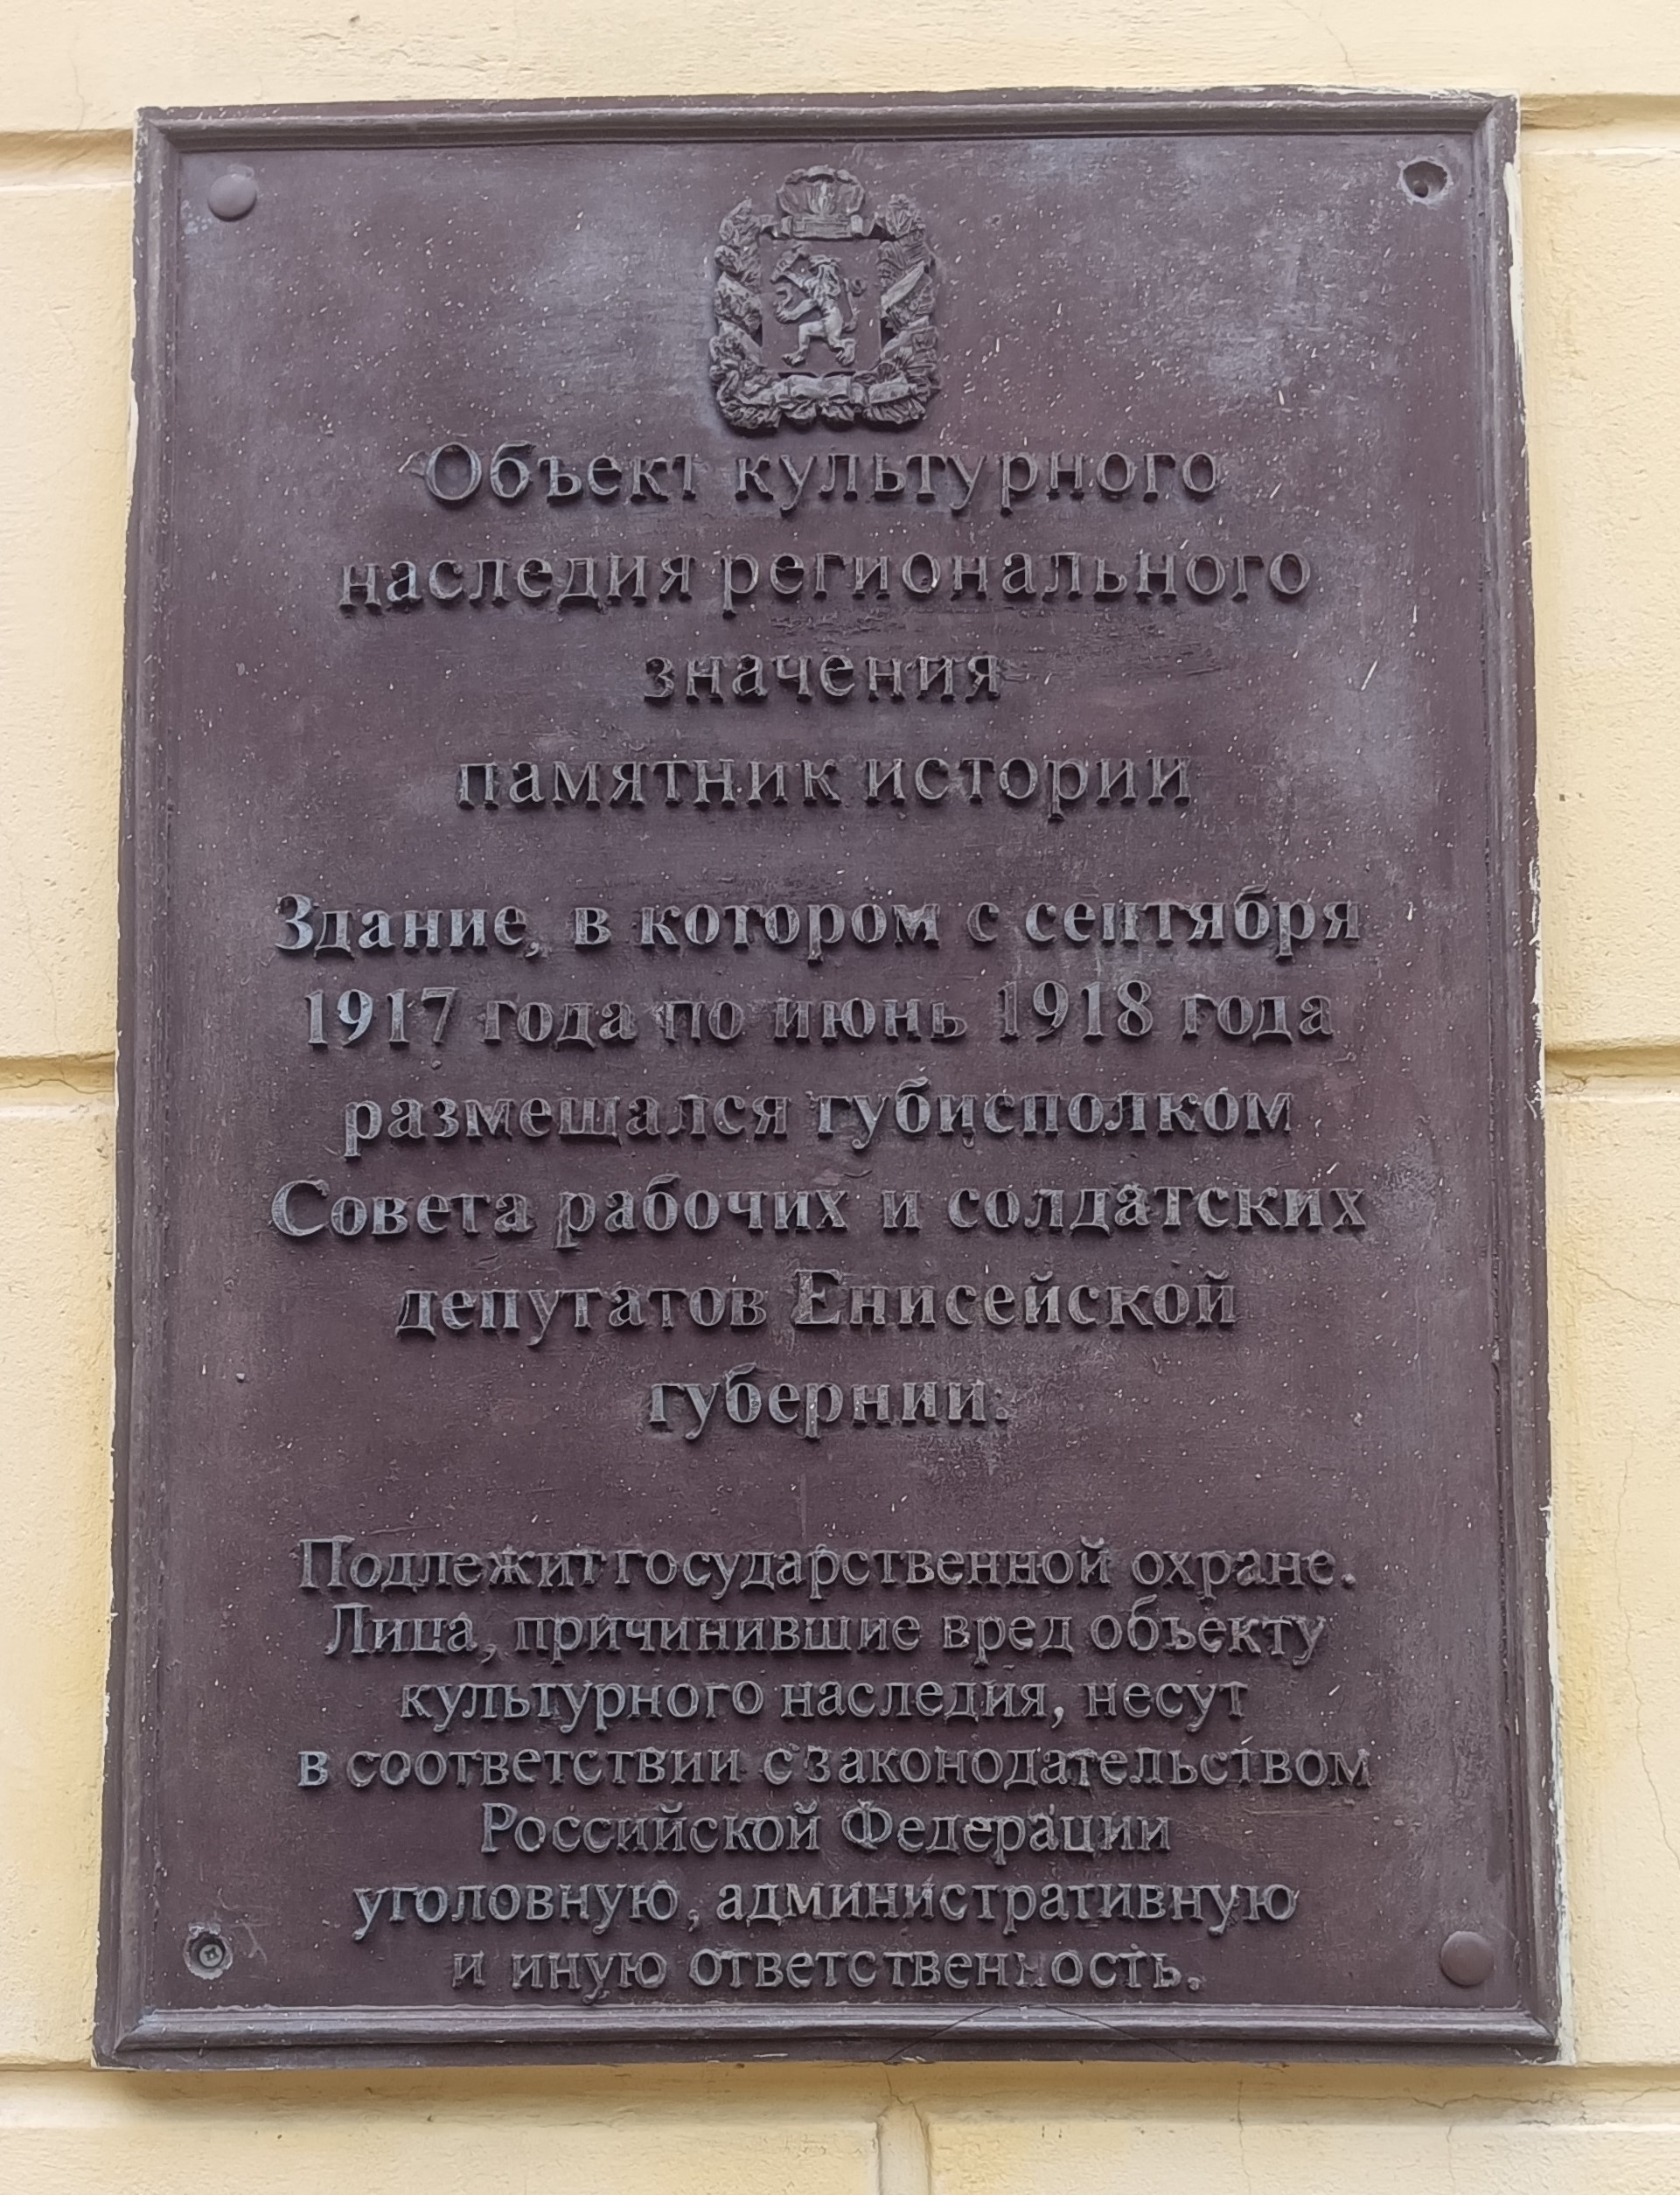 Объект культурного
наследия регионального
значения
памятник истории
Здание, в котором с сентября
1917 года по июнь 1918 года
размещался губисполком
Совета рабочих и солдатских
депутатов Енисейской
губернии.
Подлежит государственной охране.
Лица, причинившие вред объекту
культурного наследия, несут
в соответствии с законодательством
Российской Федерации
уголовную, административную
и иную ответственность.